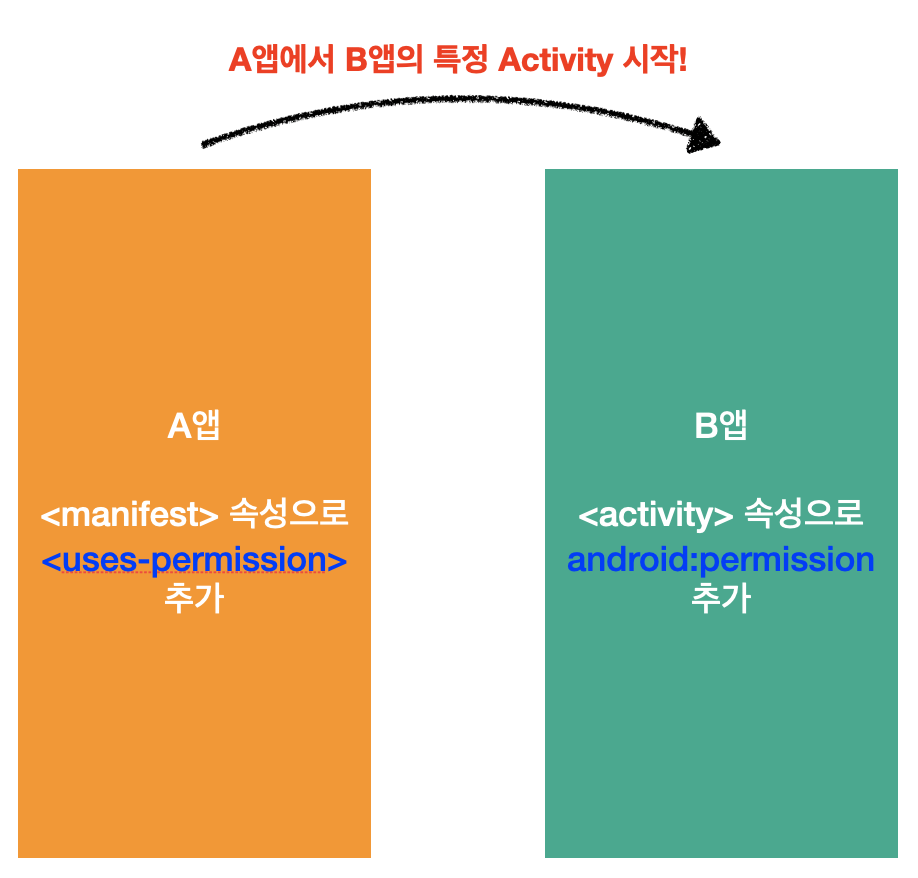 A앱에서 B앱의 특정 Activity 시작!
A앱
<manifest> 속성으로
<uses-permission>
추가
B앱
<activity> 속성으로
android:permission
추가